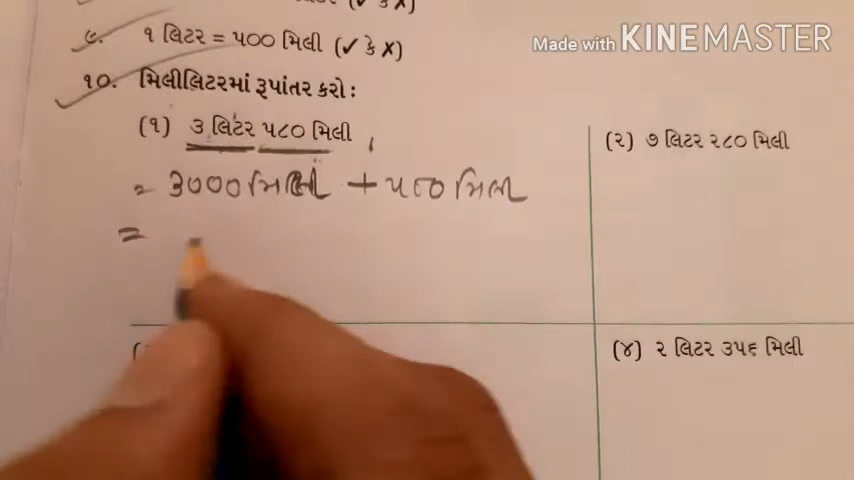 (✓ કે ✗)
Made with KINEMASTER
૯. ૧ લિટર = ૫૦૦ મિલી (✓ કે ✗)
૧૦. મિલીલિટરમાં રૂપાંતર કરો :
(૧) ૩ લિટર ૫૮૦ મિલી
(૨) ૭ લિટર ૨૮૦ મિલી
= ૩૦૦૦ મિલી + ૫૮૦ મિલી
=
(૪) ૨ લિટર ૩૫૬ મિલી